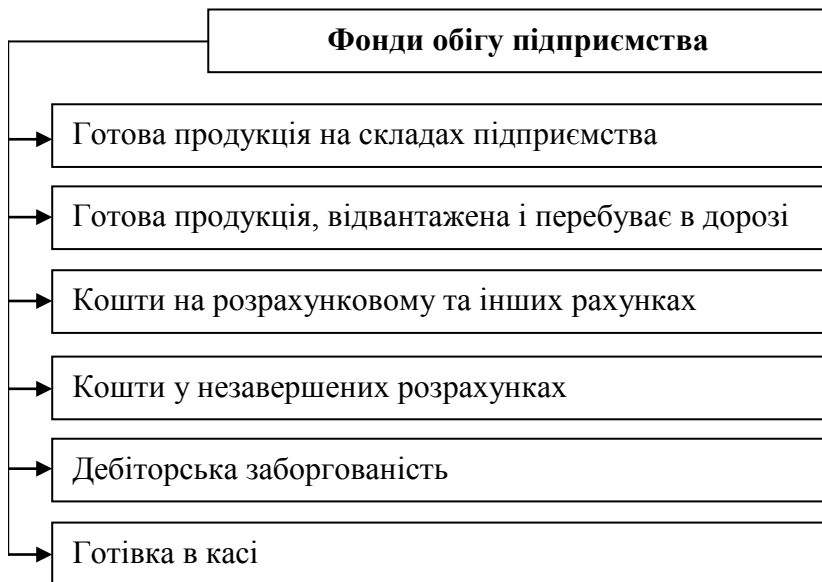 Фонди обігу підприємства
Готова продукція на складах підприємства
Готова продукція, відвантажена і перебуває в дорозі
Кошти на розрахунковому та інших рахунках
Кошти у незавершених розрахунках
Дебіторська заборгованість
Готівка в касі